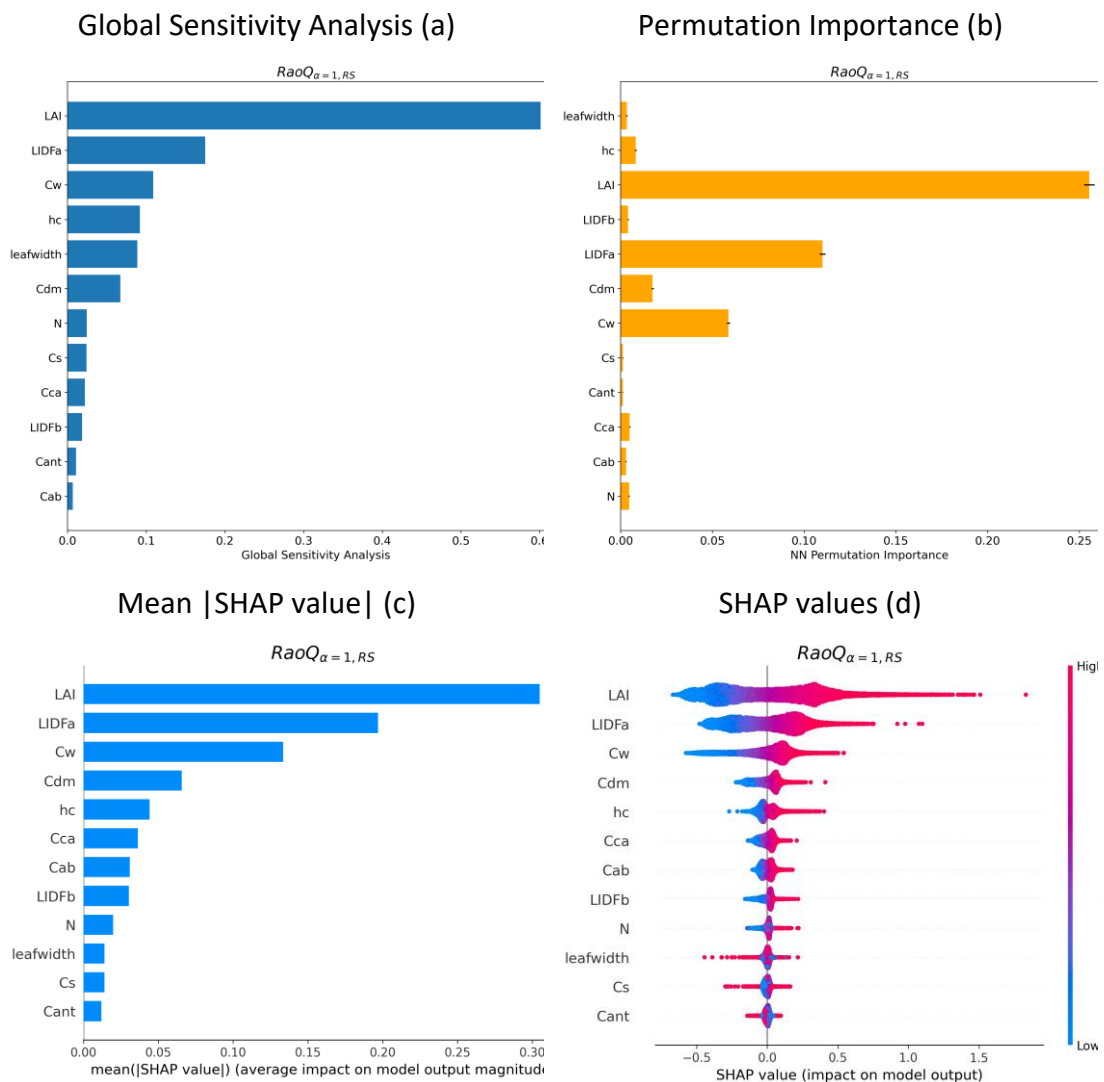 Global Sensitivity Analysis (a)
Permutation Importance (b)
RaoQα = 1, RS
LAI
LIDFa
Cw
hc
leafwidth
Cdm
N
Cs
Cca
LIDFb
Cant
Cab
0.0 0.1 0.2 0.3 0.4 0.5 0.6
Global Sensitivity Analysis
RaoQα = 1, RS
leafwidth
hc
LAI
LIDFb
LIDFa
Cdm
Cw
Cs
Cant
Cca
Cab
N
0.00 0.05 0.10 0.15 0.20 0.25
NN Permutation Importance
Mean |SHAP value| (c)
SHAP values (d)
RaoQα = 1, RS
LAI
LIDFa
Cw
Cdm
hc
Cca
Cab
LIDFb
N
leafwidth
Cs
Cant
0.00 0.05 0.10 0.15 0.20 0.25 0.30
mean(|SHAP value|) (average impact on model output magnitude
RaoQα = 1, RS
High
LAI
LIDFa
Cw
Cdm
hc
Cca
Cab
LIDFb
N
leafwidth
Cs
Cant
Low
−0.5 0.0 0.5 1.0 1.5
SHAP value (impact on model output)